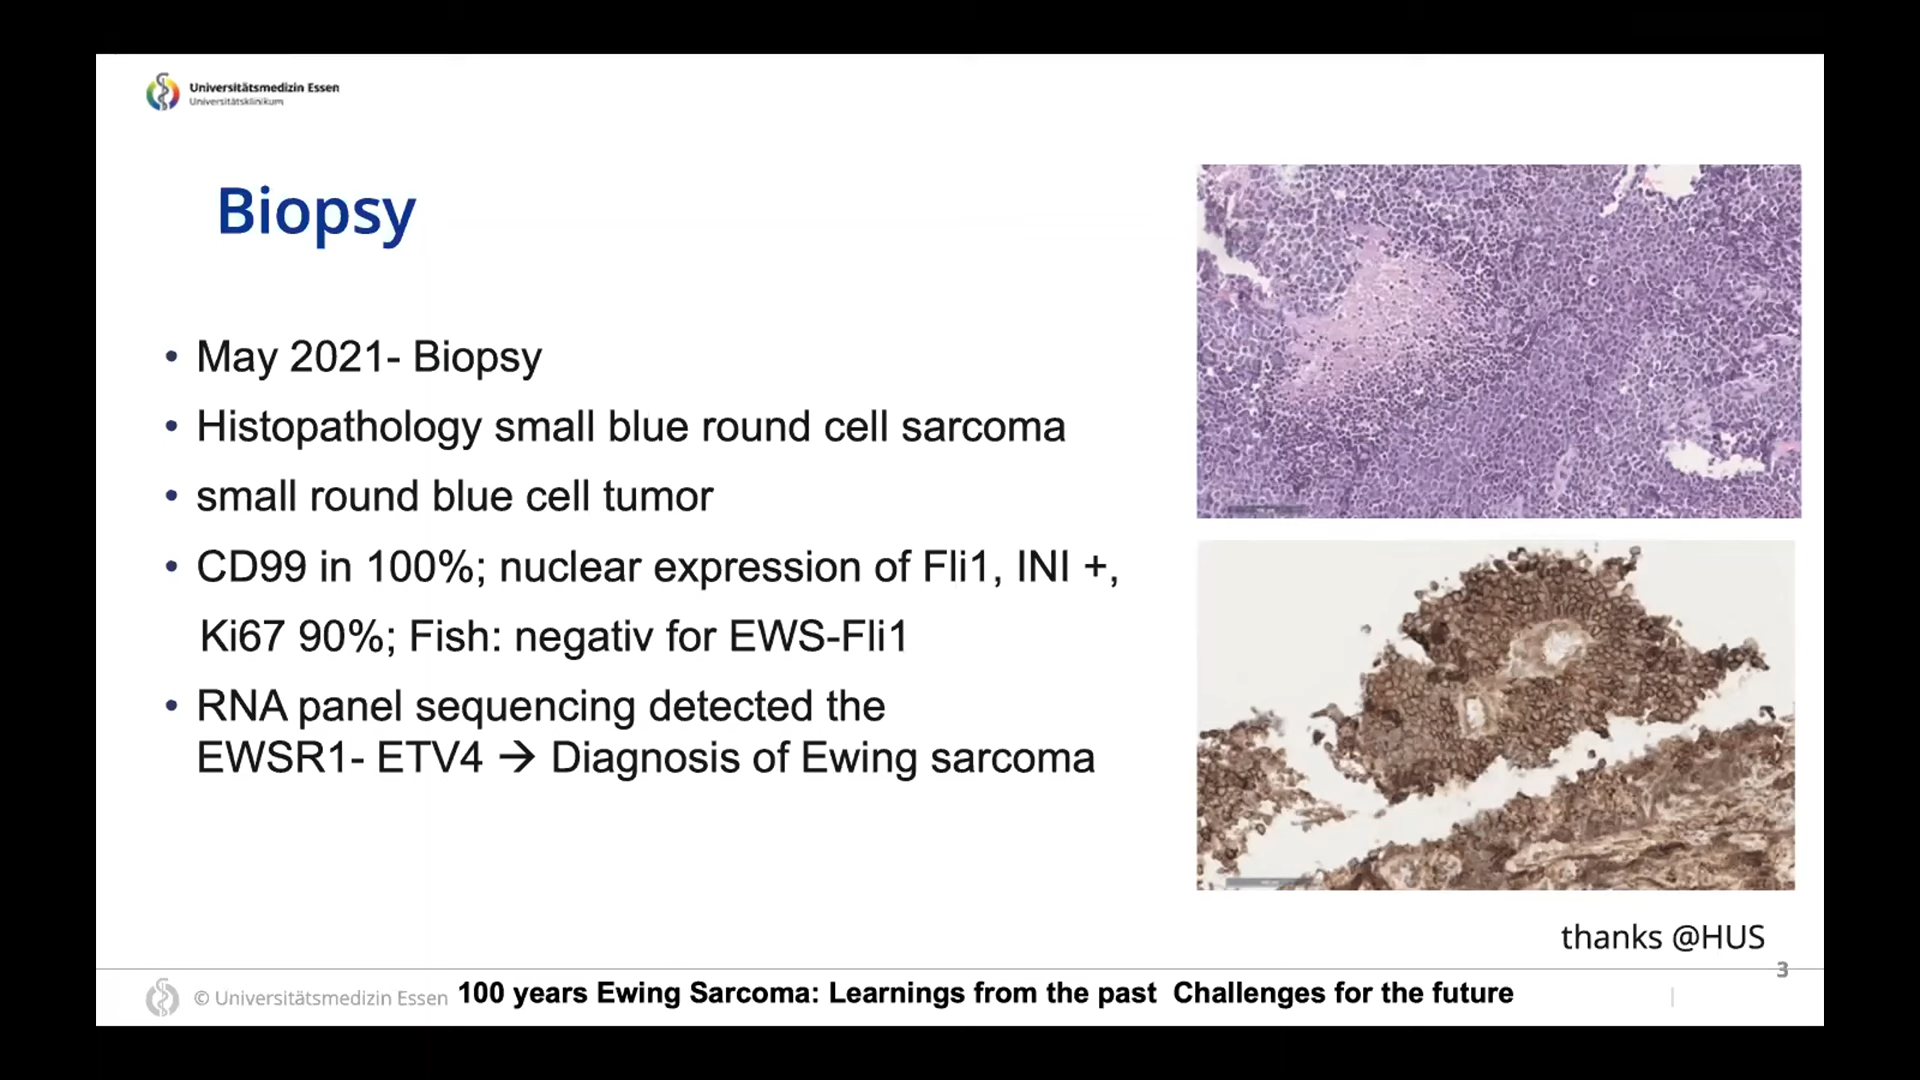 Universitätsmedizin Essen
Universitätsklinikum
Biopsy
• May 2021- Biopsy
• Histopathology small blue round cell sarcoma
• small round blue cell tumor
• CD99 in 100%; nuclear expression of Fli1, INI +,
Ki67 90%; Fish: negativ for EWS-Fli1
• RNA panel sequencing detected the
EWSR1- ETV4 → Diagnosis of Ewing sarcoma
thanks @HUS
3
© Universitätsmedizin Essen
100 years Ewing Sarcoma: Learnings from the past Challenges for the future